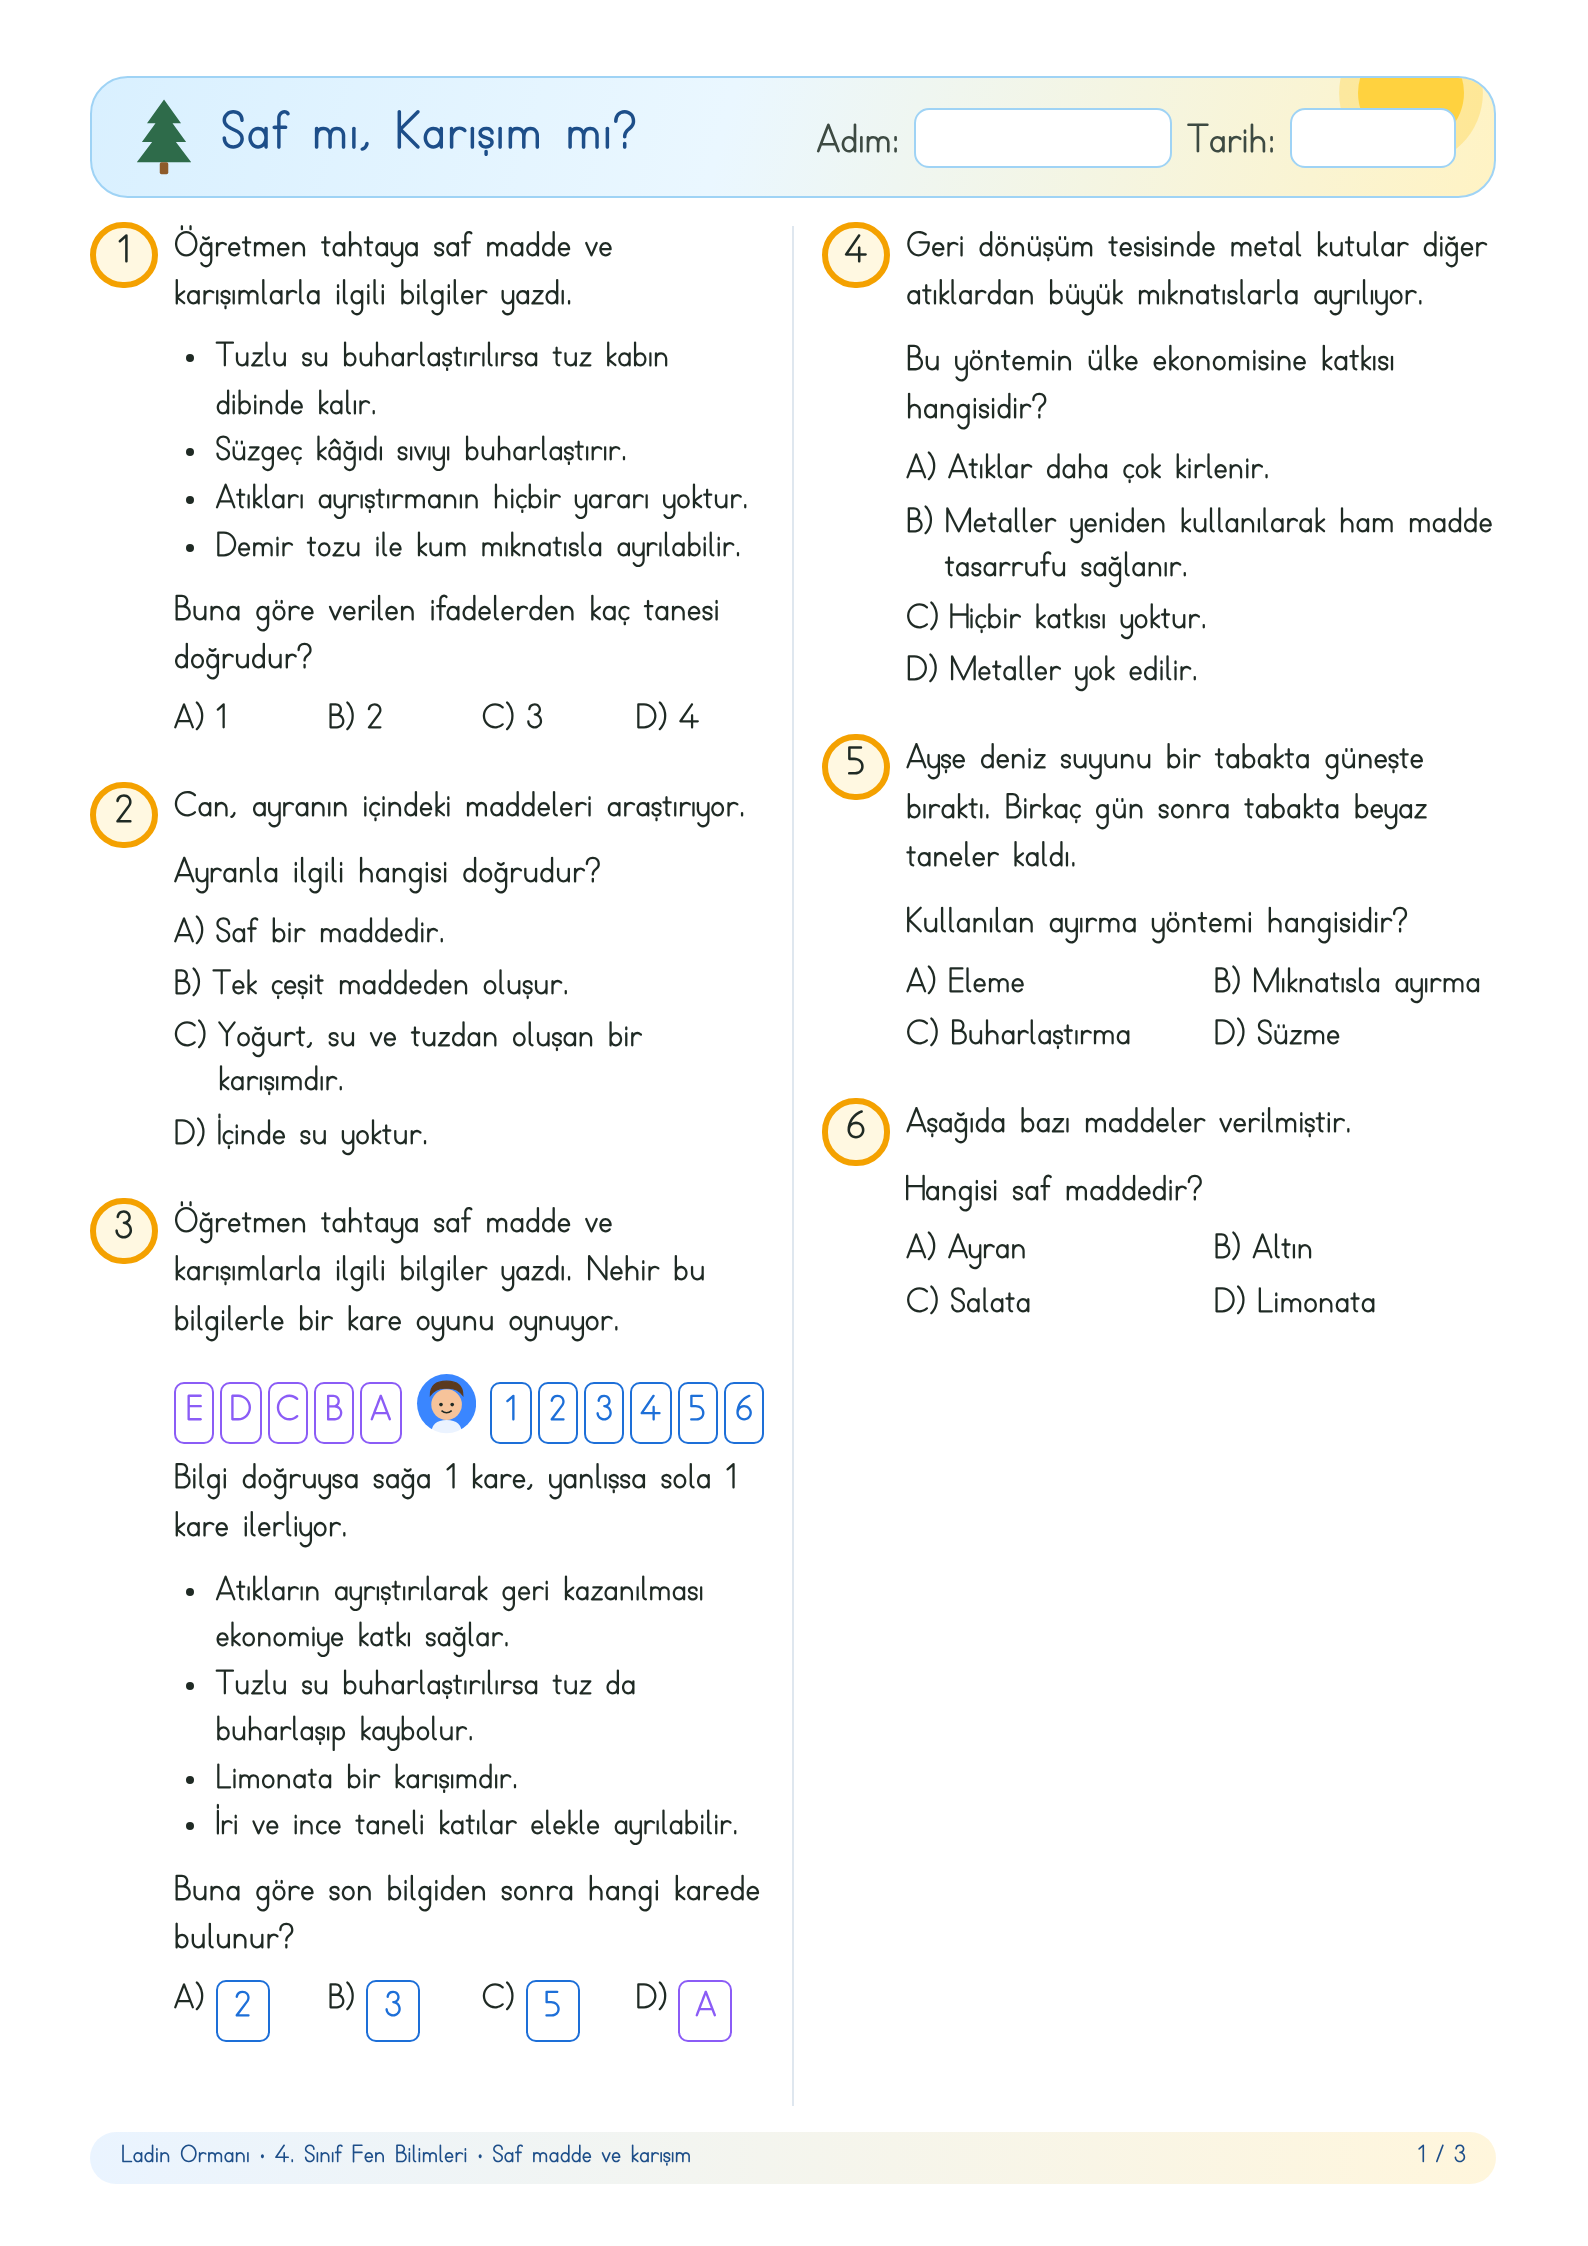 Saf mı, Karışım mı?
Adım:
Tarih:
1
Öğretmen tahtaya saf madde ve
karışımlarla ilgili bilgiler yazdı.
• Tuzlu su buharlaştırılırsa tuz kabın
dibinde kalır.
• Süzgeç kâğıdı sıvıyı buharlaştırır.
• Atıkları ayrıştırmanın hiçbir yararı yoktur.
• Demir tozu ile kum mıknatısla ayrılabilir.
Buna göre verilen ifadelerden kaç tanesi
doğrudur?
A) 1 B) 2 C) 3 D) 4
2
Can, ayranın içindeki maddeleri araştırıyor.
Ayranla ilgili hangisi doğrudur?
A) Saf bir maddedir.
B) Tek çeşit maddeden oluşur.
C) Yoğurt, su ve tuzdan oluşan bir
karışımdır.
D) İçinde su yoktur.
3
Öğretmen tahtaya saf madde ve
karışımlarla ilgili bilgiler yazdı. Nehir bu
bilgilerle bir kare oyunu oynuyor.
E D C B A 1 2 3 4 5 6
Bilgi doğruysa sağa 1 kare, yanlışsa sola 1
kare ilerliyor.
• Atıkların ayrıştırılarak geri kazanılması
ekonomiye katkı sağlar.
• Tuzlu su buharlaştırılırsa tuz da
buharlaşıp kaybolur.
• Limonata bir karışımdır.
• İri ve ince taneli katılar elekle ayrılabilir.
Buna göre son bilgiden sonra hangi karede
bulunur?
A) 2 B) 3 C) 5 D) A
4
Geri dönüşüm tesisinde metal kutular diğer
atıklardan büyük mıknatıslarla ayrılıyor.
Bu yöntemin ülke ekonomisine katkısı
hangisidir?
A) Atıklar daha çok kirlenir.
B) Metaller yeniden kullanılarak ham madde
tasarrufu sağlanır.
C) Hiçbir katkısı yoktur.
D) Metaller yok edilir.
5
Ayşe deniz suyunu bir tabakta güneşte
bıraktı. Birkaç gün sonra tabakta beyaz
taneler kaldı.
Kullanılan ayırma yöntemi hangisidir?
A) Eleme B) Mıknatısla ayırma
C) Buharlaştırma D) Süzme
6
Aşağıda bazı maddeler verilmiştir.
Hangisi saf maddedir?
A) Ayran B) Altın
C) Salata D) Limonata
Ladin Ormanı • 4. Sınıf Fen Bilimleri • Saf madde ve karışım
1 / 3